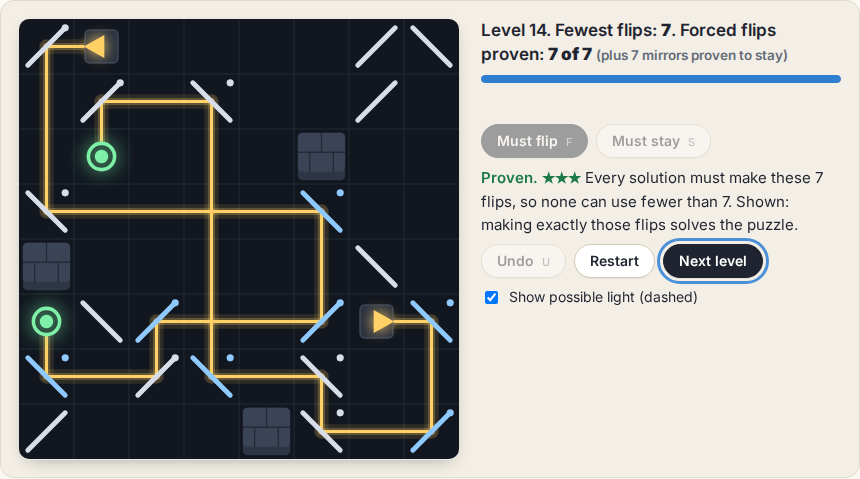 Level 14. Fewest flips: 7. Forced flips
proven: 7 of 7 (plus 7 mirrors proven to stay)
Must flip F
Must stay S
Proven. ★★★ Every solution must make these 7
flips, so none can use fewer than 7. Shown:
making exactly those flips solves the puzzle.
Undo U
Restart
Next level
Show possible light (dashed)